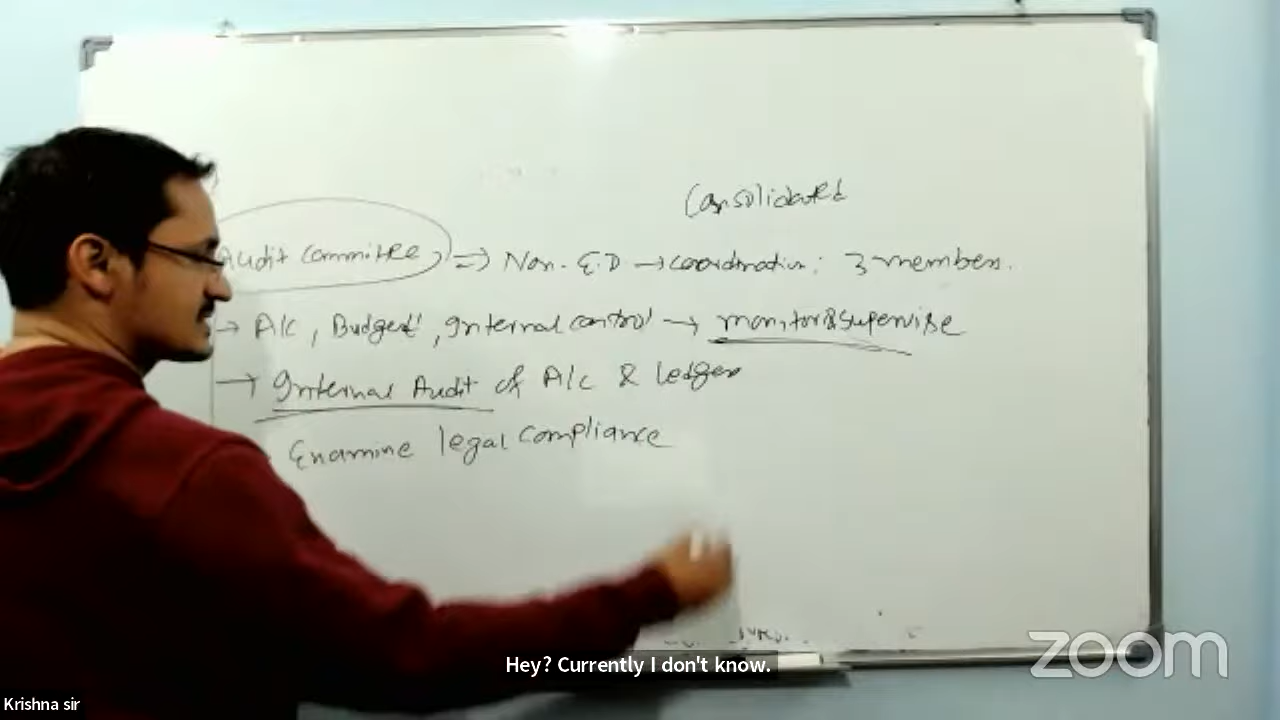 Consolidated
Audit Committee => Non-E.D → coordination: 3 members.
→ A/c, Budget, Internal control → monitor & supervise
→ Internal Audit of A/c & ledger
Examine legal compliance
Hey? Currently I don't know.
zoom
Krishna sir